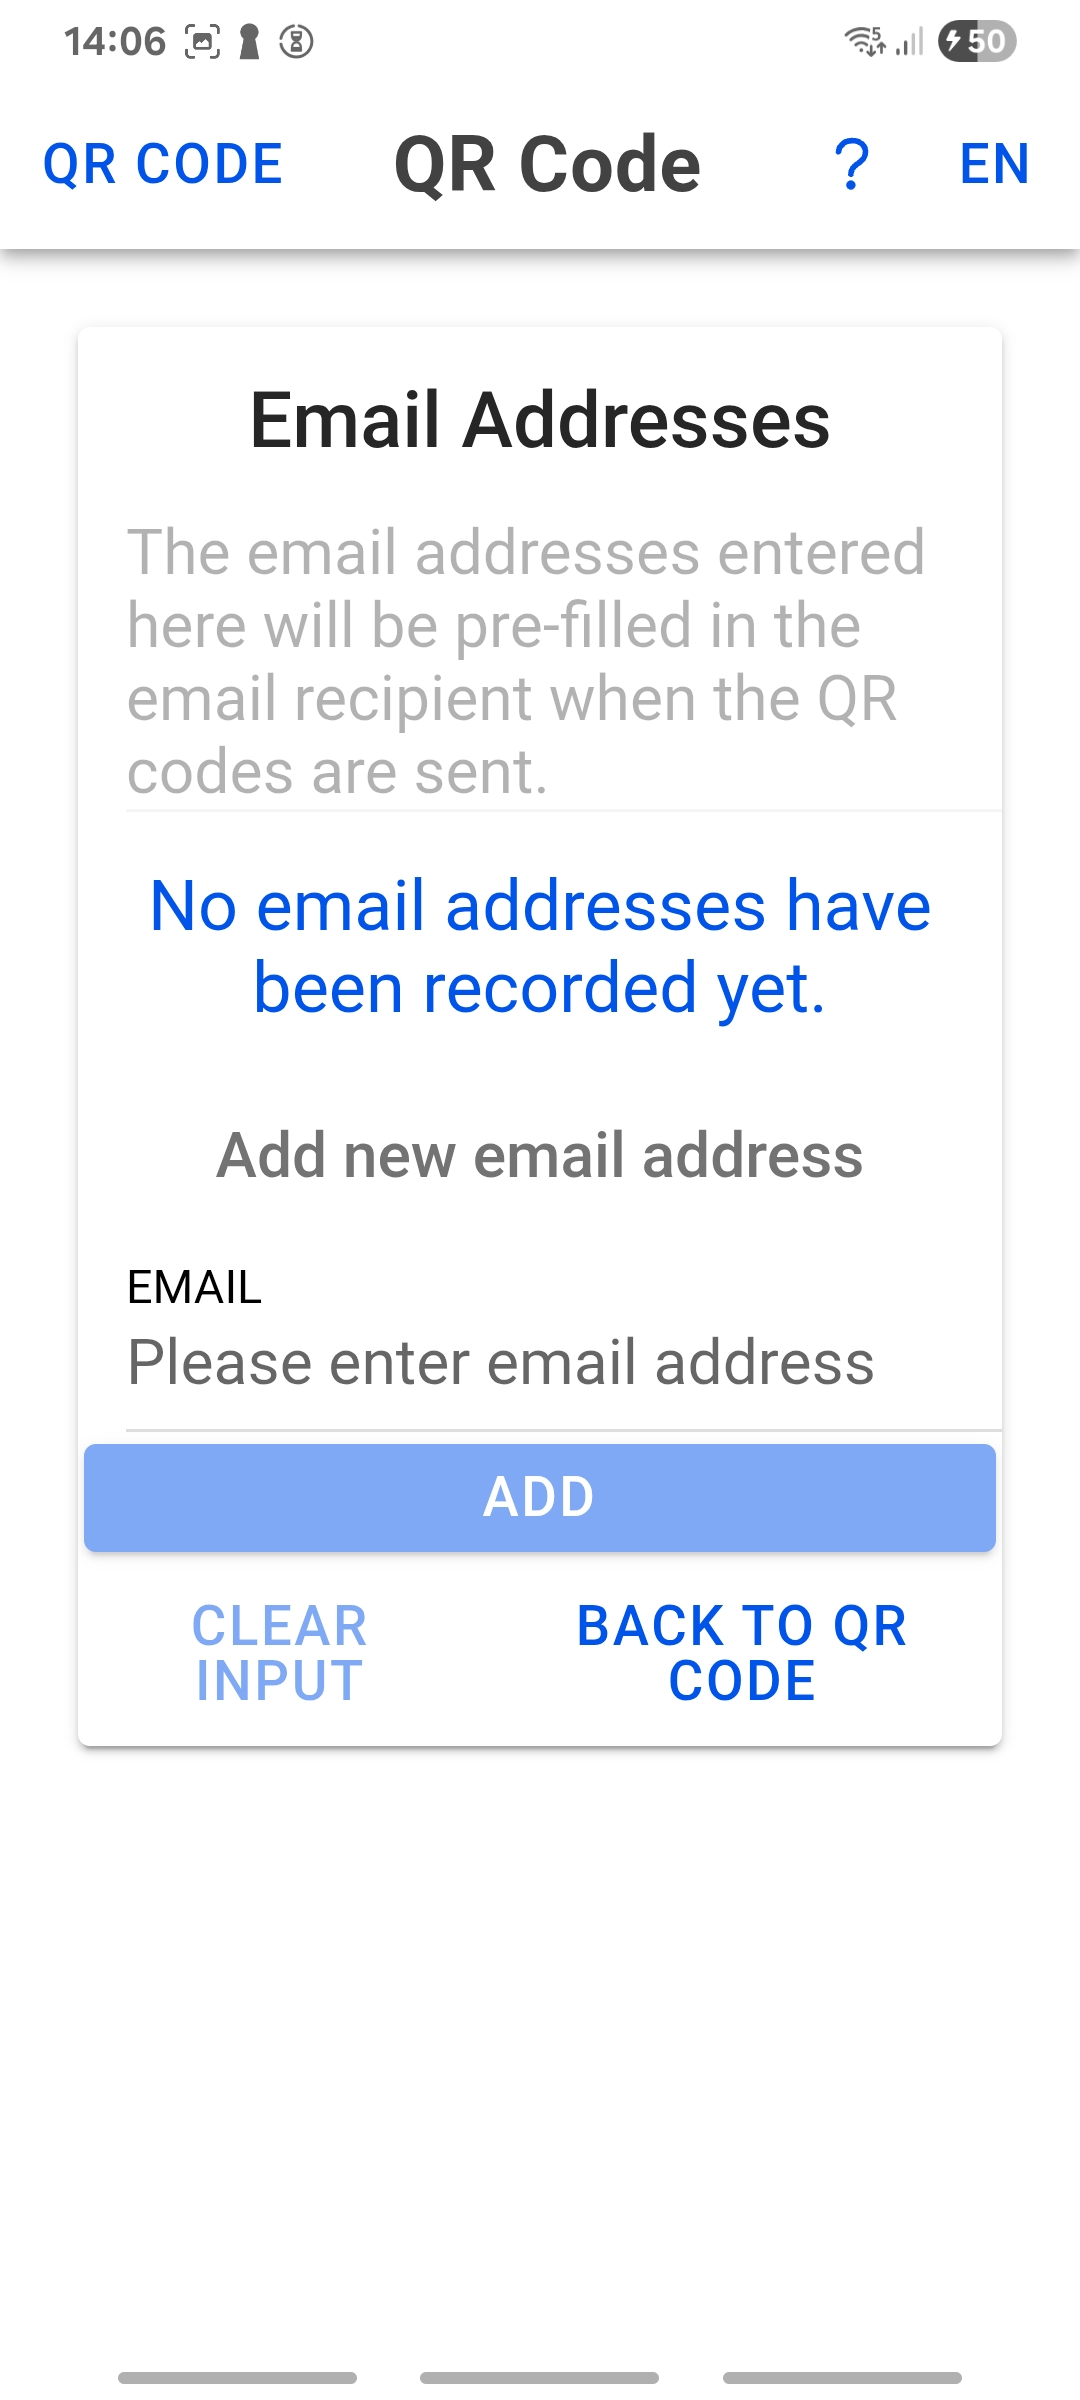 14:06
5
50
QR CODE
QR Code
?
EN
Email Addresses
The email addresses entered
here will be pre-filled in the
email recipient when the QR
codes are sent.
No email addresses have
been recorded yet.
Add new email address
EMAIL
Please enter email address
ADD
CLEAR
INPUT
BACK TO QR
CODE